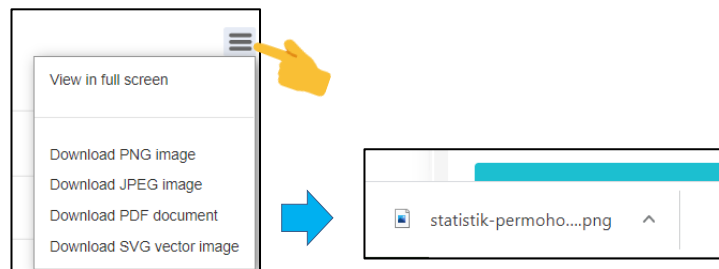 View in full screen
Download PNG image
Download JPEG image
Download PDF document
Download SVG vector image
statistik-permoho....png